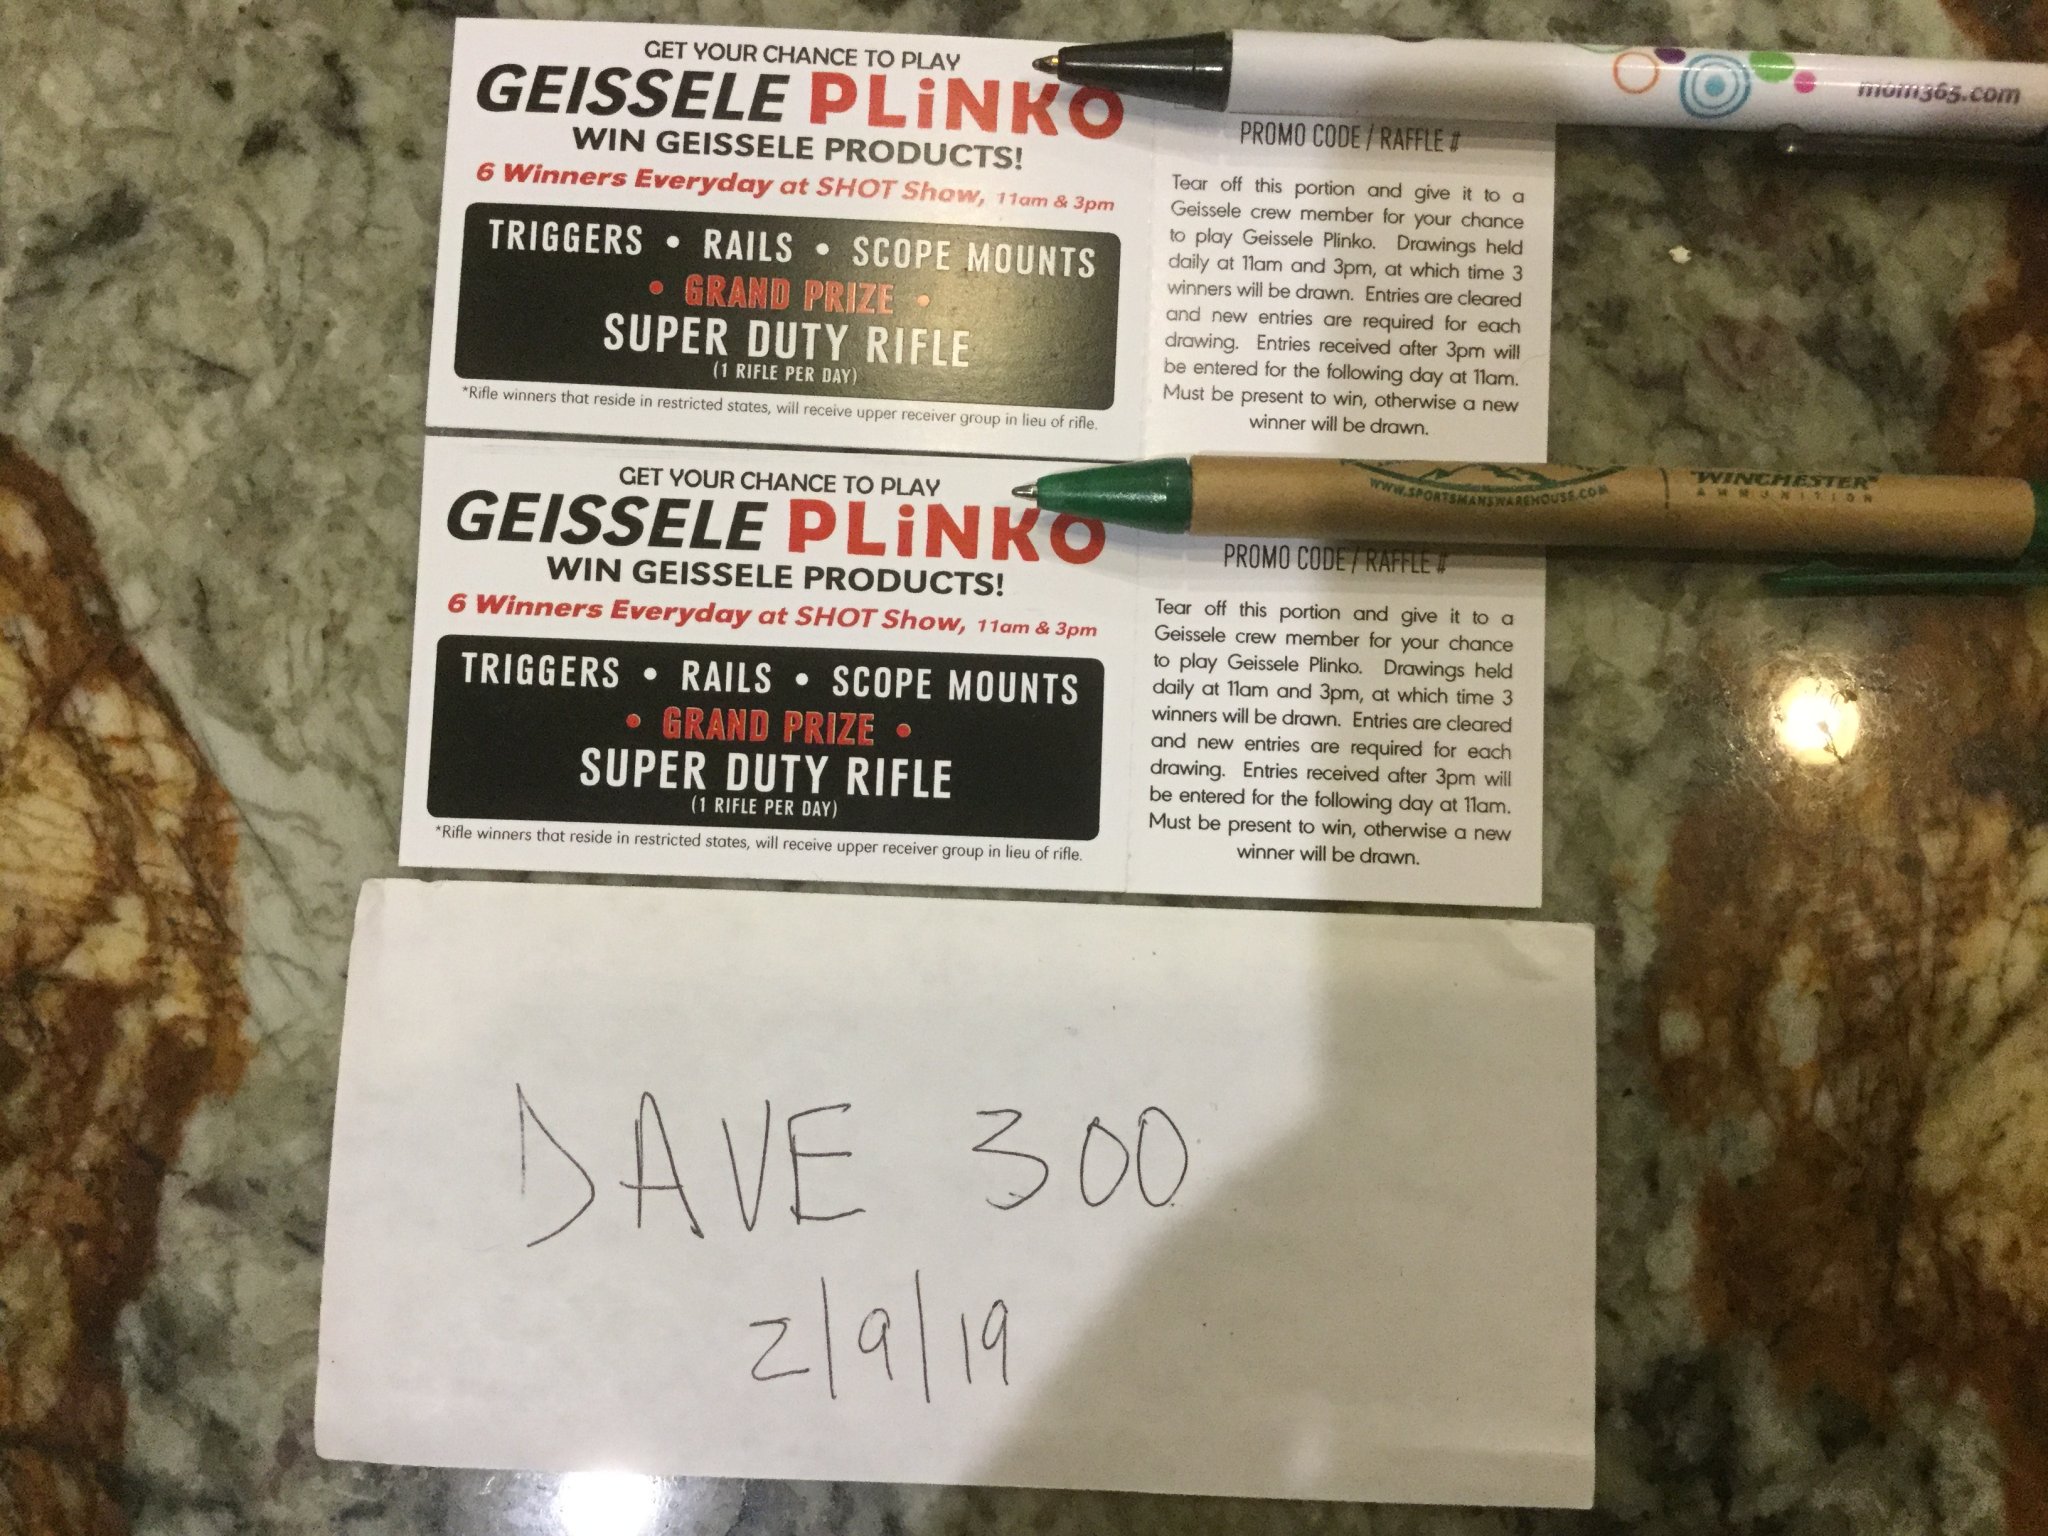 GET YOUR CHANCE TO PLAY
GEISSELE PLiNKO
WIN GEISSELE PRODUCTS!
6 Winners Everyday at SHOT Show, 11am & 3pm
TRIGGERS • RAILS • SCOPE MOUNTS
• GRAND PRIZE •
SUPER DUTY RIFLE
(1 RIFLE PER DAY)
*Rifle winners that reside in restricted states, will receive upper receiver group in lieu of rifle.
mom365.com
PROMO CODE / RAFFLE #
Tear off this portion and give it to a
Geissele crew member for your chance
to play Geissele Plinko. Drawings held
daily at 11am and 3pm, at which time 3
winners will be drawn. Entries are cleared
and new entries are required for each
drawing. Entries received after 3pm will
be entered for the following day at 11am.
Must be present to win, otherwise a new
winner will be drawn.
GET YOUR CHANCE TO PLAY
GEISSELE PLiNKO
WIN GEISSELE PRODUCTS!
6 Winners Everyday at SHOT Show, 11am & 3pm
TRIGGERS • RAILS • SCOPE MOUNTS
• GRAND PRIZE •
SUPER DUTY RIFLE
(1 RIFLE PER DAY)
*Rifle winners that reside in restricted states, will receive upper receiver group in lieu of rifle.
WWW.SPORTSMANSWAREHOUSE.COM
WINCHESTER
AMMUNITION
PROMO CODE / RAFFLE #
Tear off this portion and give it to a
Geissele crew member for your chance
to play Geissele Plinko. Drawings held
daily at 11am and 3pm, at which time 3
winners will be drawn. Entries are cleared
and new entries are required for each
drawing. Entries received after 3pm will
be entered for the following day at 11am.
Must be present to win, otherwise a new
winner will be drawn.
DAVE 300
2/9/19